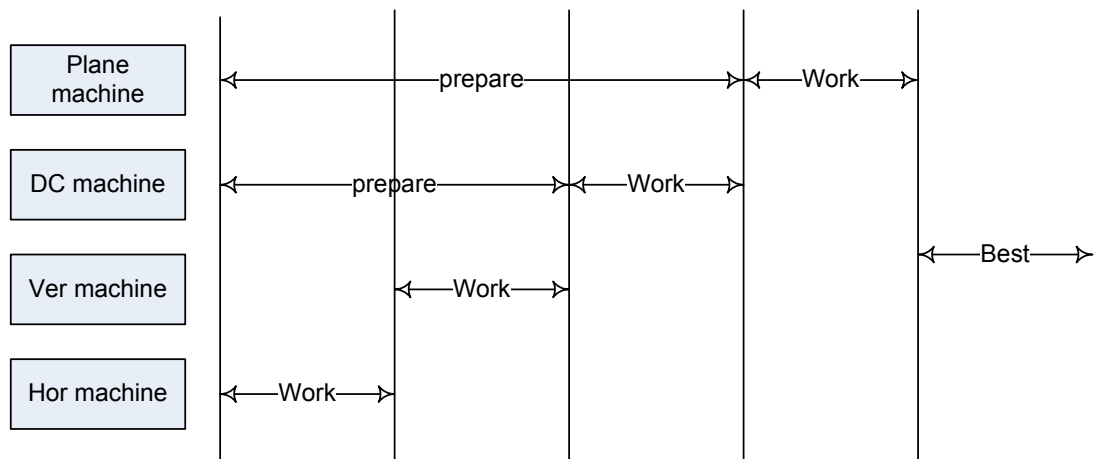 Plane
machine
prepare
Work
DC machine
prepare
Work
Best
Ver machine
Work
Hor machine
Work